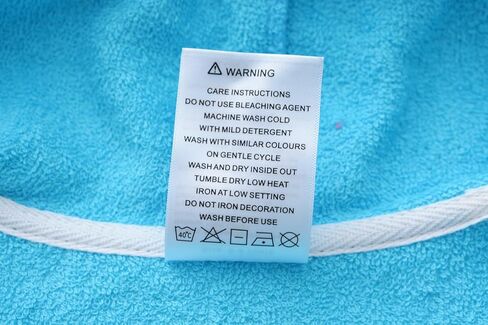 WARNING
CARE INSTRUCTIONS
DO NOT USE BLEACHING AGENT
MACHINE WASH COLD
WITH MILD DETERGENT
WASH WITH SIMILAR COLOURS
ON GENTLE CYCLE
WASH AND DRY INSIDE OUT
TUMBLE DRY LOW HEAT
IRON AT LOW SETTING
DO NOT IRON DECORATION
WASH BEFORE USE
40°C